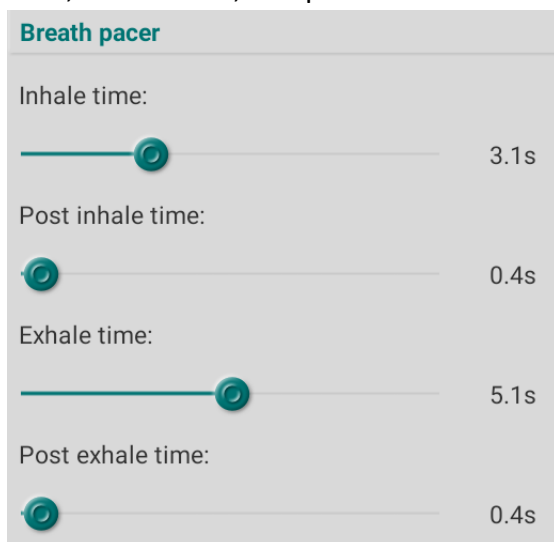 Breath pacer
Inhale time:
3.1s
Post inhale time:
0.4s
Exhale time:
5.1s
Post exhale time:
0.4s